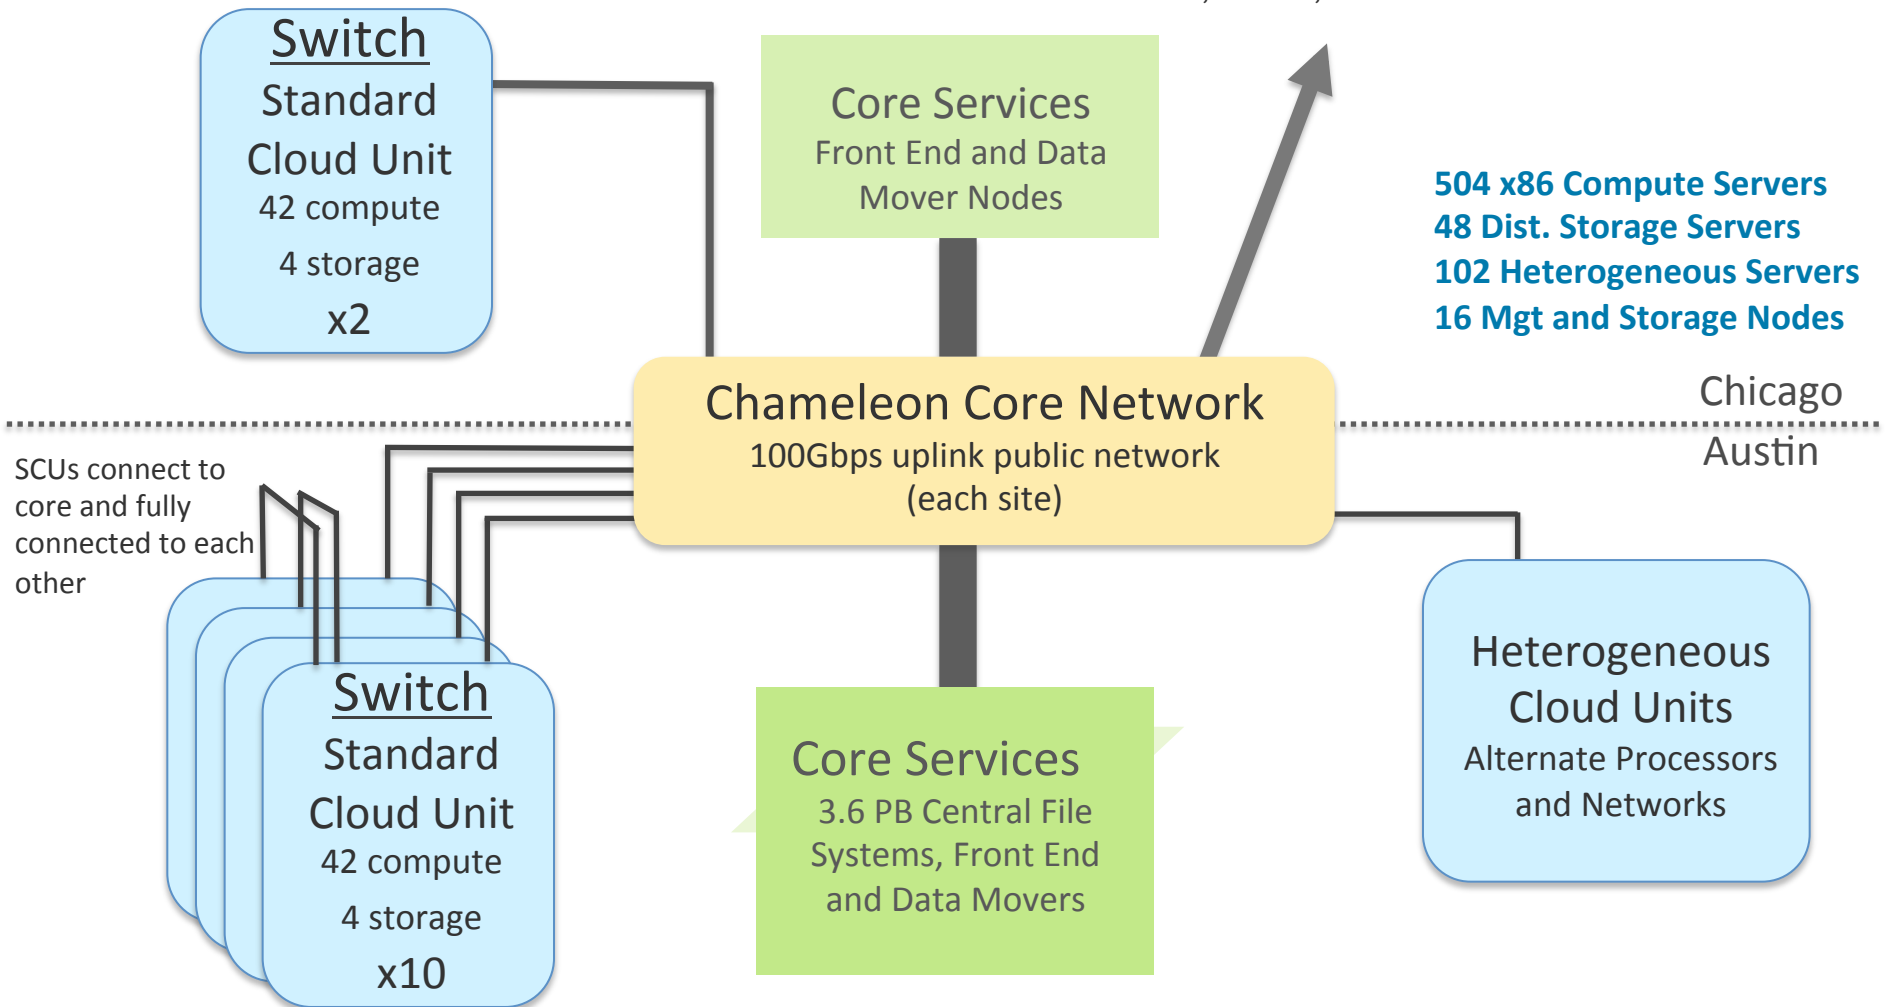 Switch
Standard
Cloud Unit
42 compute
4 storage
x2
Core Services
Front End and Data
Mover Nodes
504 x86 Compute Servers
48 Dist. Storage Servers
102 Heterogeneous Servers
16 Mgt and Storage Nodes
Chicago
Austin
Chameleon Core Network
100Gbps uplink public network
(each site)
SCUs connect to
core and fully
connected to each
other
Switch
Standard
Cloud Unit
42 compute
4 storage
x10
Core Services
3.6 PB Central File
Systems, Front End
and Data Movers
Heterogeneous
Cloud Units
Alternate Processors
and Networks